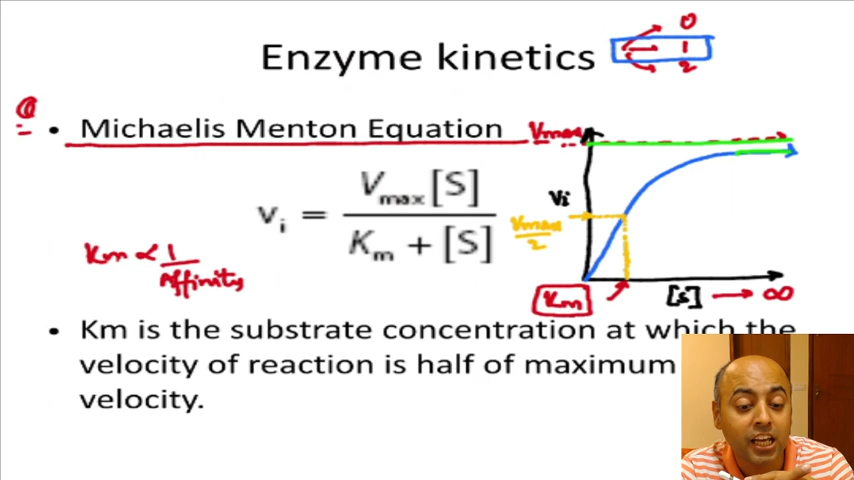 Enzyme kinetics
0
1
2
• Michaelis Menton Equation
Vmax
vᵢ = Vmax [S] / Km + [S]
Vi
Vmax
2
Km ∝ 1
Affinity
Km
[S] → ∞
• Km is the substrate concentration at which the
velocity of reaction is half of maximum
velocity.